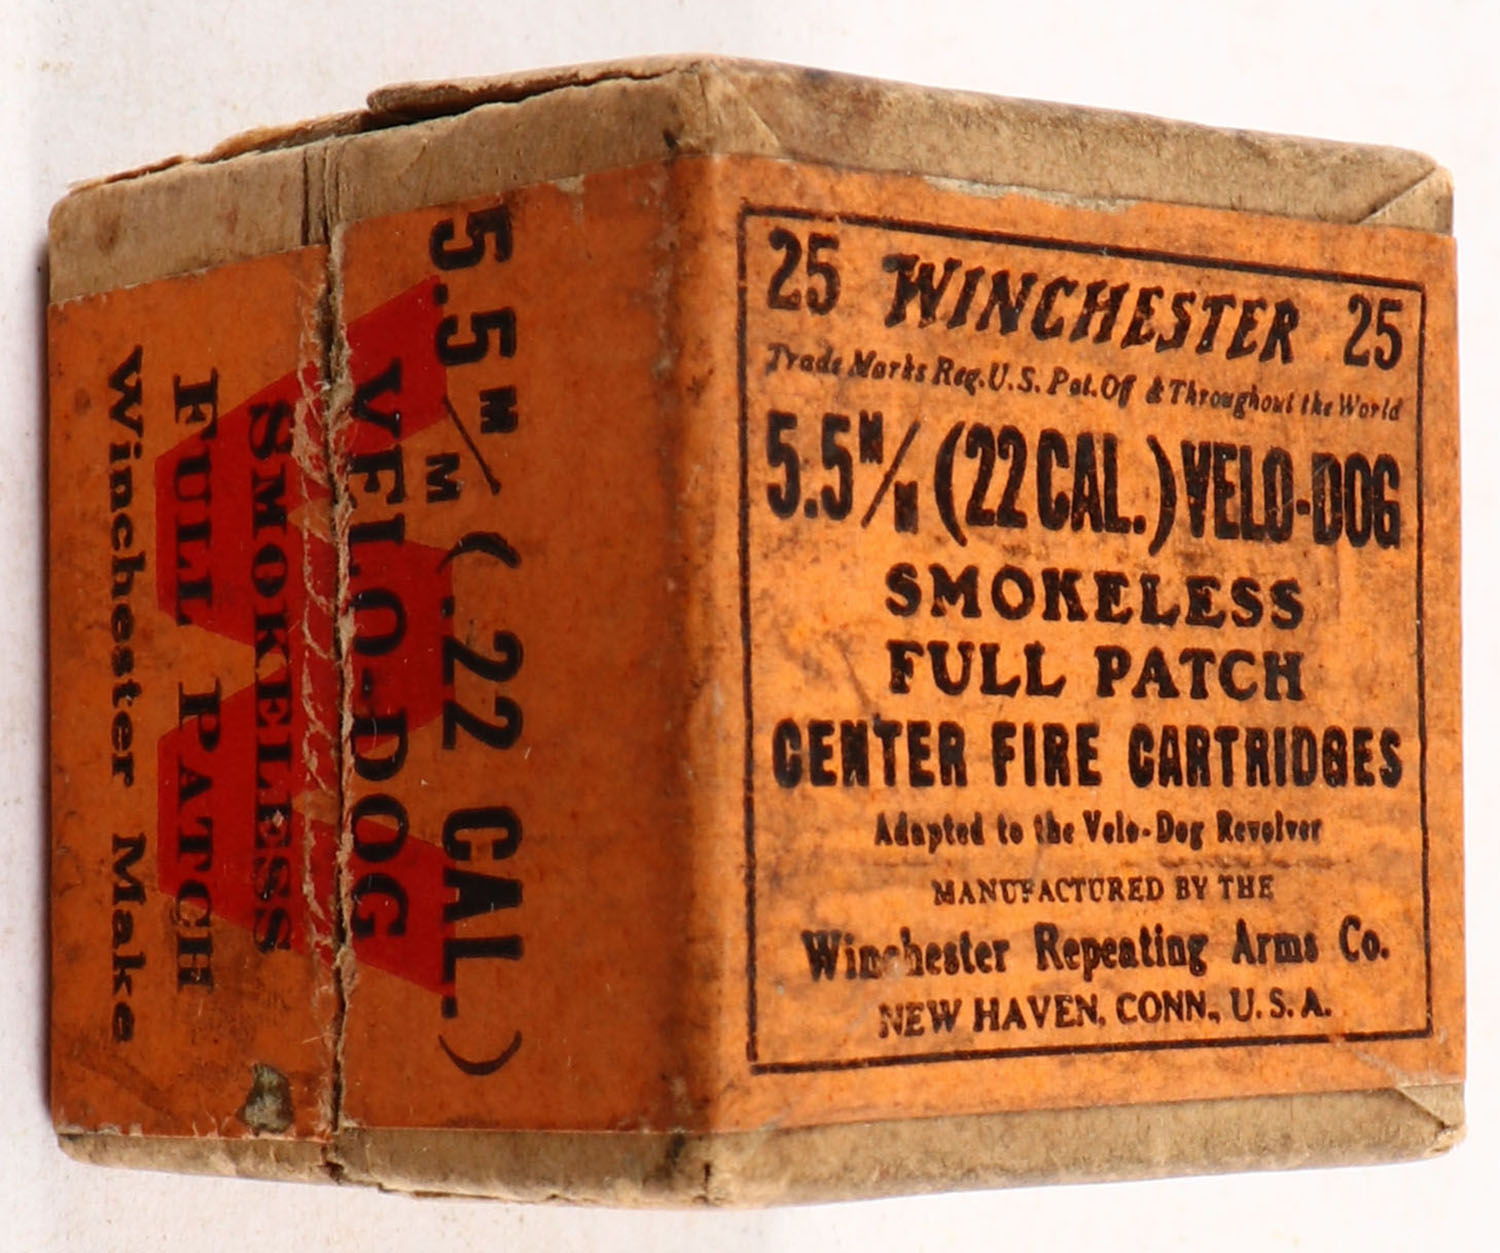 25 WINCHESTER 25
Trade Marks Reg. U.S. Pat. Off & Throughout the World
5.5 M/M (22 CAL.) VELO-DOG
SMOKELESS
FULL PATCH
CENTER FIRE CARTRIDGES
Adapted to the Velo-Dog Revolver
MANUFACTURED BY THE
Winchester Repeating Arms Co.
NEW HAVEN, CONN., U.S.A.
5.5 M/M (.22 CAL.)
VELO-DOG
SMOKELESS
FULL PATCH
Winchester Make